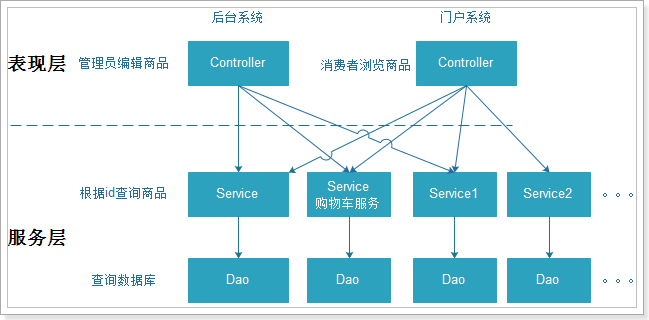 后台系统
门户系统
表现层
管理员编辑商品
Controller
消费者浏览商品
Controller
根据id查询商品
Service
Service
购物车服务
Service1
Service2
服务层
查询数据库
Dao
Dao
Dao
Dao